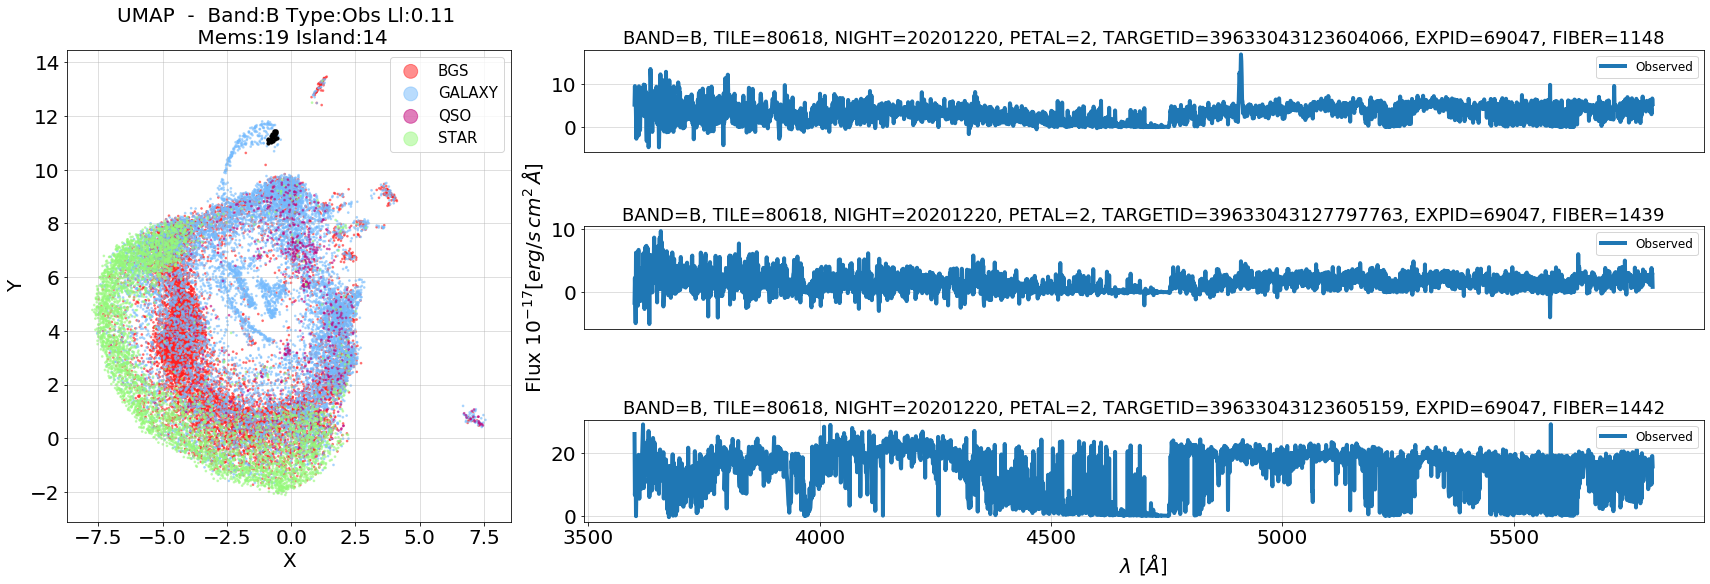 UMAP - Band:B Type:Obs Ll:0.11
Mems:19 Island:14
BGS
GALAXY
QSO
STAR
14
12
10
8
6
4
2
0
−2
Y
−7.5 −5.0 −2.5 0.0 2.5 5.0 7.5
X
BAND=B, TILE=80618, NIGHT=20201220, PETAL=2, TARGETID=39633043123604066, EXPID=69047, FIBER=1148
Observed
10
0
BAND=B, TILE=80618, NIGHT=20201220, PETAL=2, TARGETID=39633043127797763, EXPID=69047, FIBER=1439
Observed
10
0
Flux 10⁻¹⁷[erg/s cm² Å]
BAND=B, TILE=80618, NIGHT=20201220, PETAL=2, TARGETID=39633043123605159, EXPID=69047, FIBER=1442
Observed
20
0
3500 4000 4500 5000 5500
λ [Å]